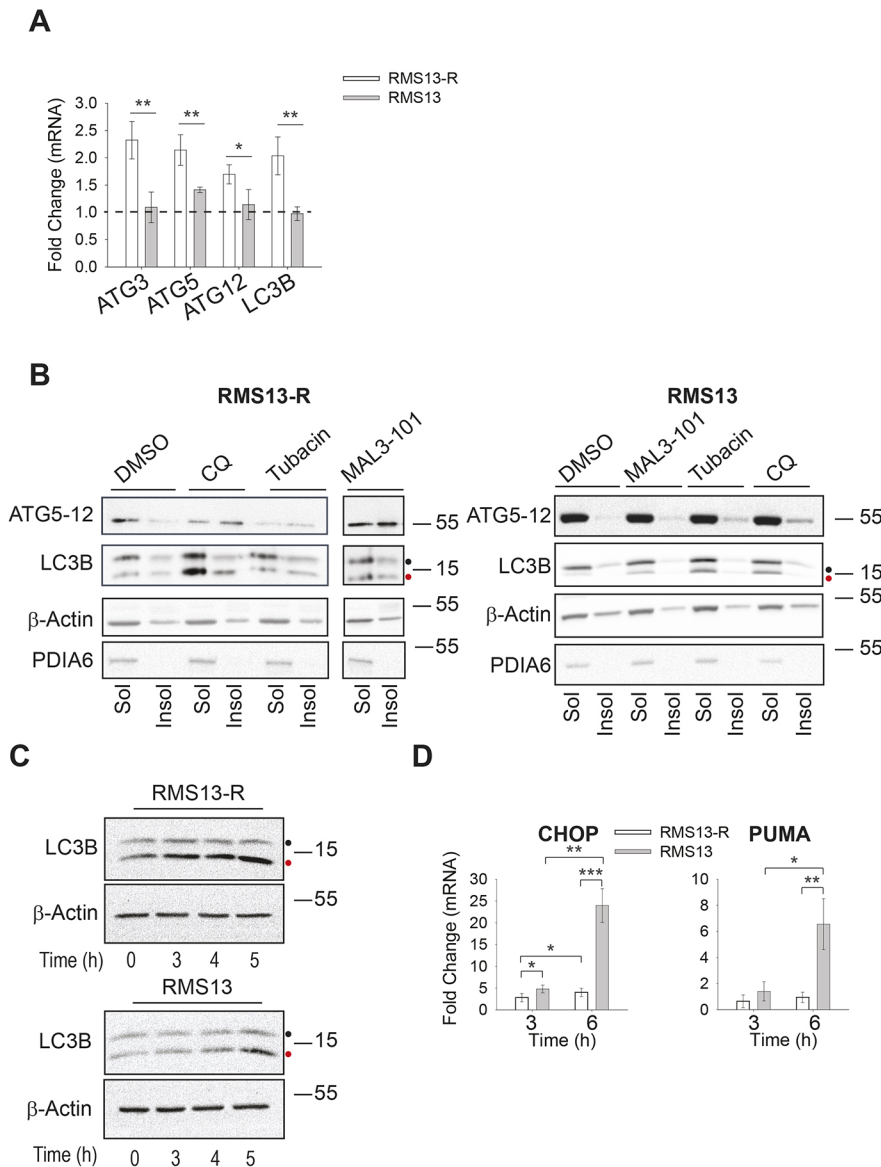 A
RMS13-R
RMS13
Fold Change (mRNA)
3.0
2.5
2.0
1.5
1.0
0.5
0.0
** ** * **
ATG3 ATG5 ATG12 LC3B
B
RMS13-R
DMSO CQ Tubacin MAL3-101
ATG5-12 55
LC3B 15
β-Actin 55
PDIA6 55
Sol Insol Sol Insol Sol Insol Sol Insol
RMS13
DMSO MAL3-101 Tubacin CQ
ATG5-12 55
LC3B 15
β-Actin 55
PDIA6 55
Sol Insol Sol Insol Sol Insol Sol Insol
C
RMS13-R
LC3B 15
β-Actin 55
Time (h) 0 3 4 5
RMS13
LC3B 15
β-Actin 55
Time (h) 0 3 4 5
D
RMS13-R
RMS13
CHOP
Fold Change (mRNA)
30
25
20
15
10
5
0
**
***
*
*
3 6
Time (h)
PUMA
10
8
6
4
2
0
*
**
3 6
Time (h)